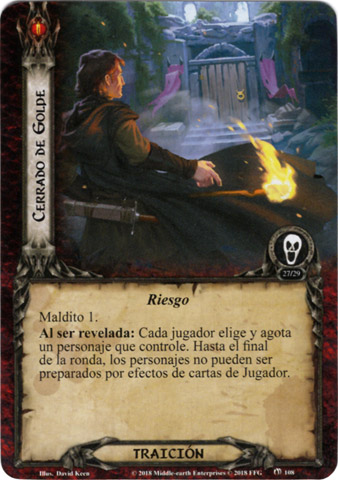 CERRADO DE GOLPE
27/29
Riesgo
Maldito 1.
Al ser revelada: Cada jugador elige y agota
un personaje que controle. Hasta el final
de la ronda, los personajes no pueden ser
preparados por efectos de cartas de Jugador.
TRAICIÓN
Illus. David Keen © 2018 Middle-earth Enterprises © 2018 FFG 108